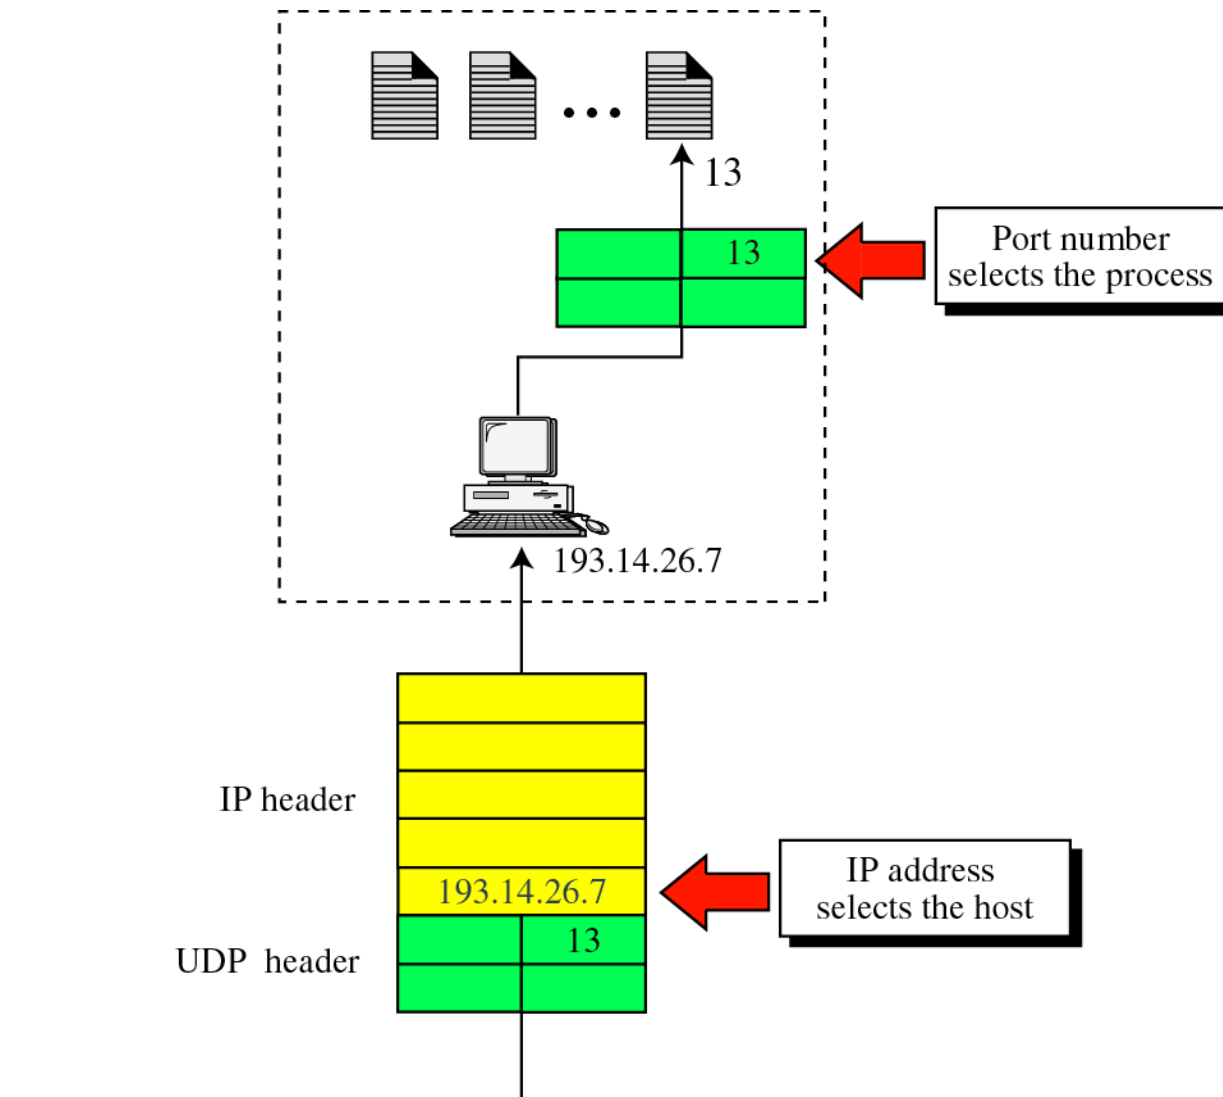 13
13
Port number
selects the process
193.14.26.7
IP header
193.14.26.7
IP address
selects the host
13
UDP header